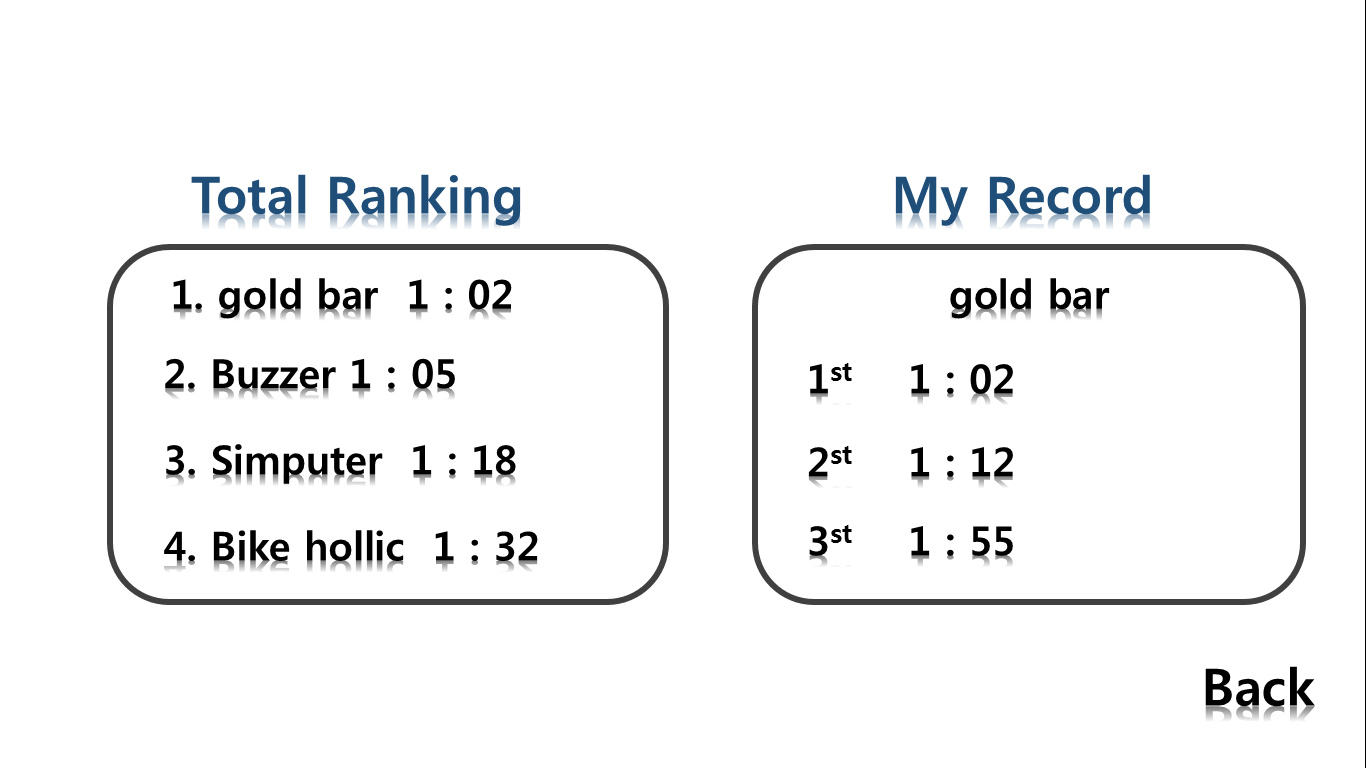 Total Ranking
1. gold bar 1 : 02
2. Buzzer 1 : 05
3. Simputer 1 : 18
4. Bike hollic 1 : 32
My Record
gold bar
1st 1 : 02
2st 1 : 12
3st 1 : 55
Back